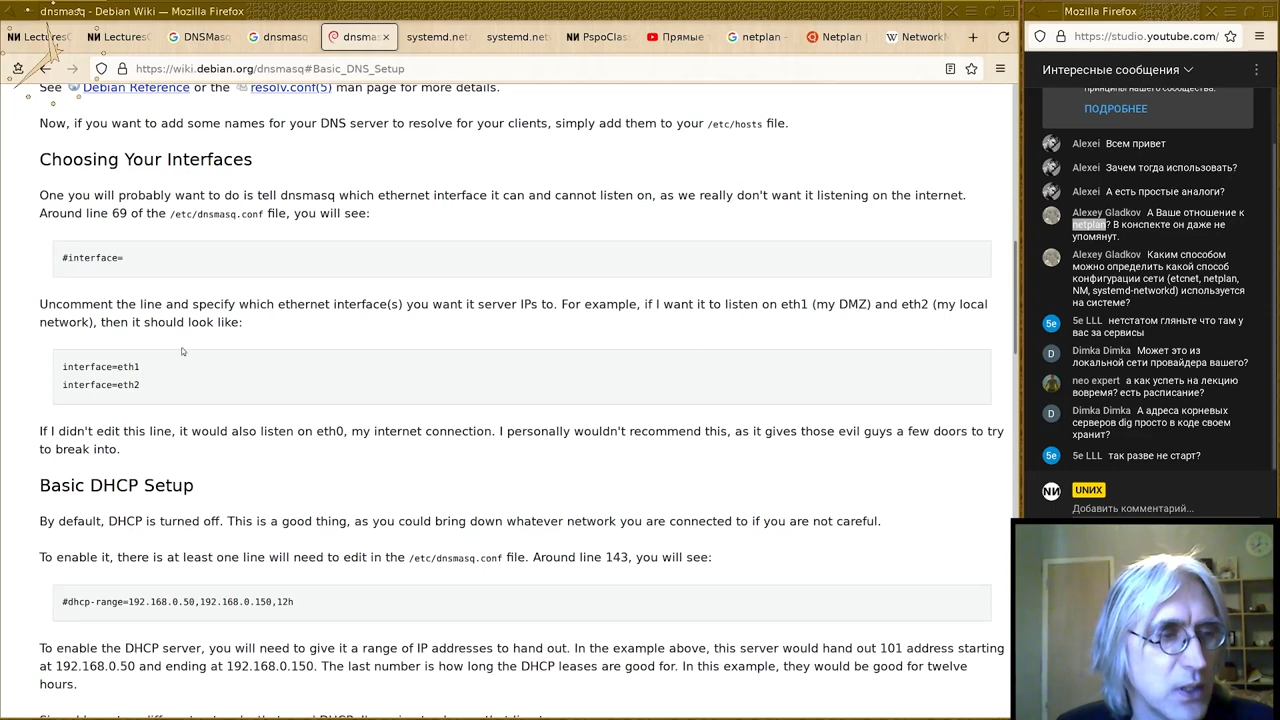 dnsmasq - Debian Wiki — Mozilla Firefox
Mozilla Firefox
Lectures(
Lectures(
DNSMasq
dnsmasq
dnsmas
systemd.net
systemd.net
PspoClas
Прямые
netplan -
Netplan |
Network
https://wiki.debian.org/dnsmasq#Basic_DNS_Setup
https://studio.youtube.com/
See Debian Reference or the resolv.conf(5) man page for more details.
Now, if you want to add some names for your DNS server to resolve for your clients, simply add them to your /etc/hosts file.
Choosing Your Interfaces
One you will probably want to do is tell dnsmasq which ethernet interface it can and cannot listen on, as we really don't want it listening on the internet.
Around line 69 of the /etc/dnsmasq.conf file, you will see:
#interface=
Uncomment the line and specify which ethernet interface(s) you want it server IPs to. For example, if I want it to listen on eth1 (my DMZ) and eth2 (my local
network), then it should look like:
interface=eth1
interface=eth2
If I didn't edit this line, it would also listen on eth0, my internet connection. I personally wouldn't recommend this, as it gives those evil guys a few doors to try
to break into.
Basic DHCP Setup
By default, DHCP is turned off. This is a good thing, as you could bring down whatever network you are connected to if you are not careful.
To enable it, there is at least one line will need to edit in the /etc/dnsmasq.conf file. Around line 143, you will see:
#dhcp-range=192.168.0.50,192.168.0.150,12h
To enable the DHCP server, you will need to give it a range of IP addresses to hand out. In the example above, this server would hand out 101 address starting
at 192.168.0.50 and ending at 192.168.0.150. The last number is how long the DHCP leases are good for. In this example, they would be good for twelve
hours.
Интересные сообщения
принципы нашего сообщества.
ПОДРОБНЕЕ
Alexei Всем привет
Alexei Зачем тогда использовать?
Alexei А есть простые аналоги?
Alexey Gladkov А Ваше отношение к
netplan? В конспекте он даже не
упомянут.
Alexey Gladkov Каким способом
можно определить какой способ
конфигурации сети (etcnet, netplan,
NM, systemd-networkd) используется
на системе?
5e 5e LLL нетстатом гляньте что там у
вас за сервисы
D Dimka Dimka Может это из
локальной сети провайдера вашего?
neo expert а как успеть на лекцию
вовремя? есть расписание?
D Dimka Dimka А адреса корневых
серверов dig просто в коде своем
хранит?
5e 5e LLL так разве не старт?
UNИX
Добавить комментарий...